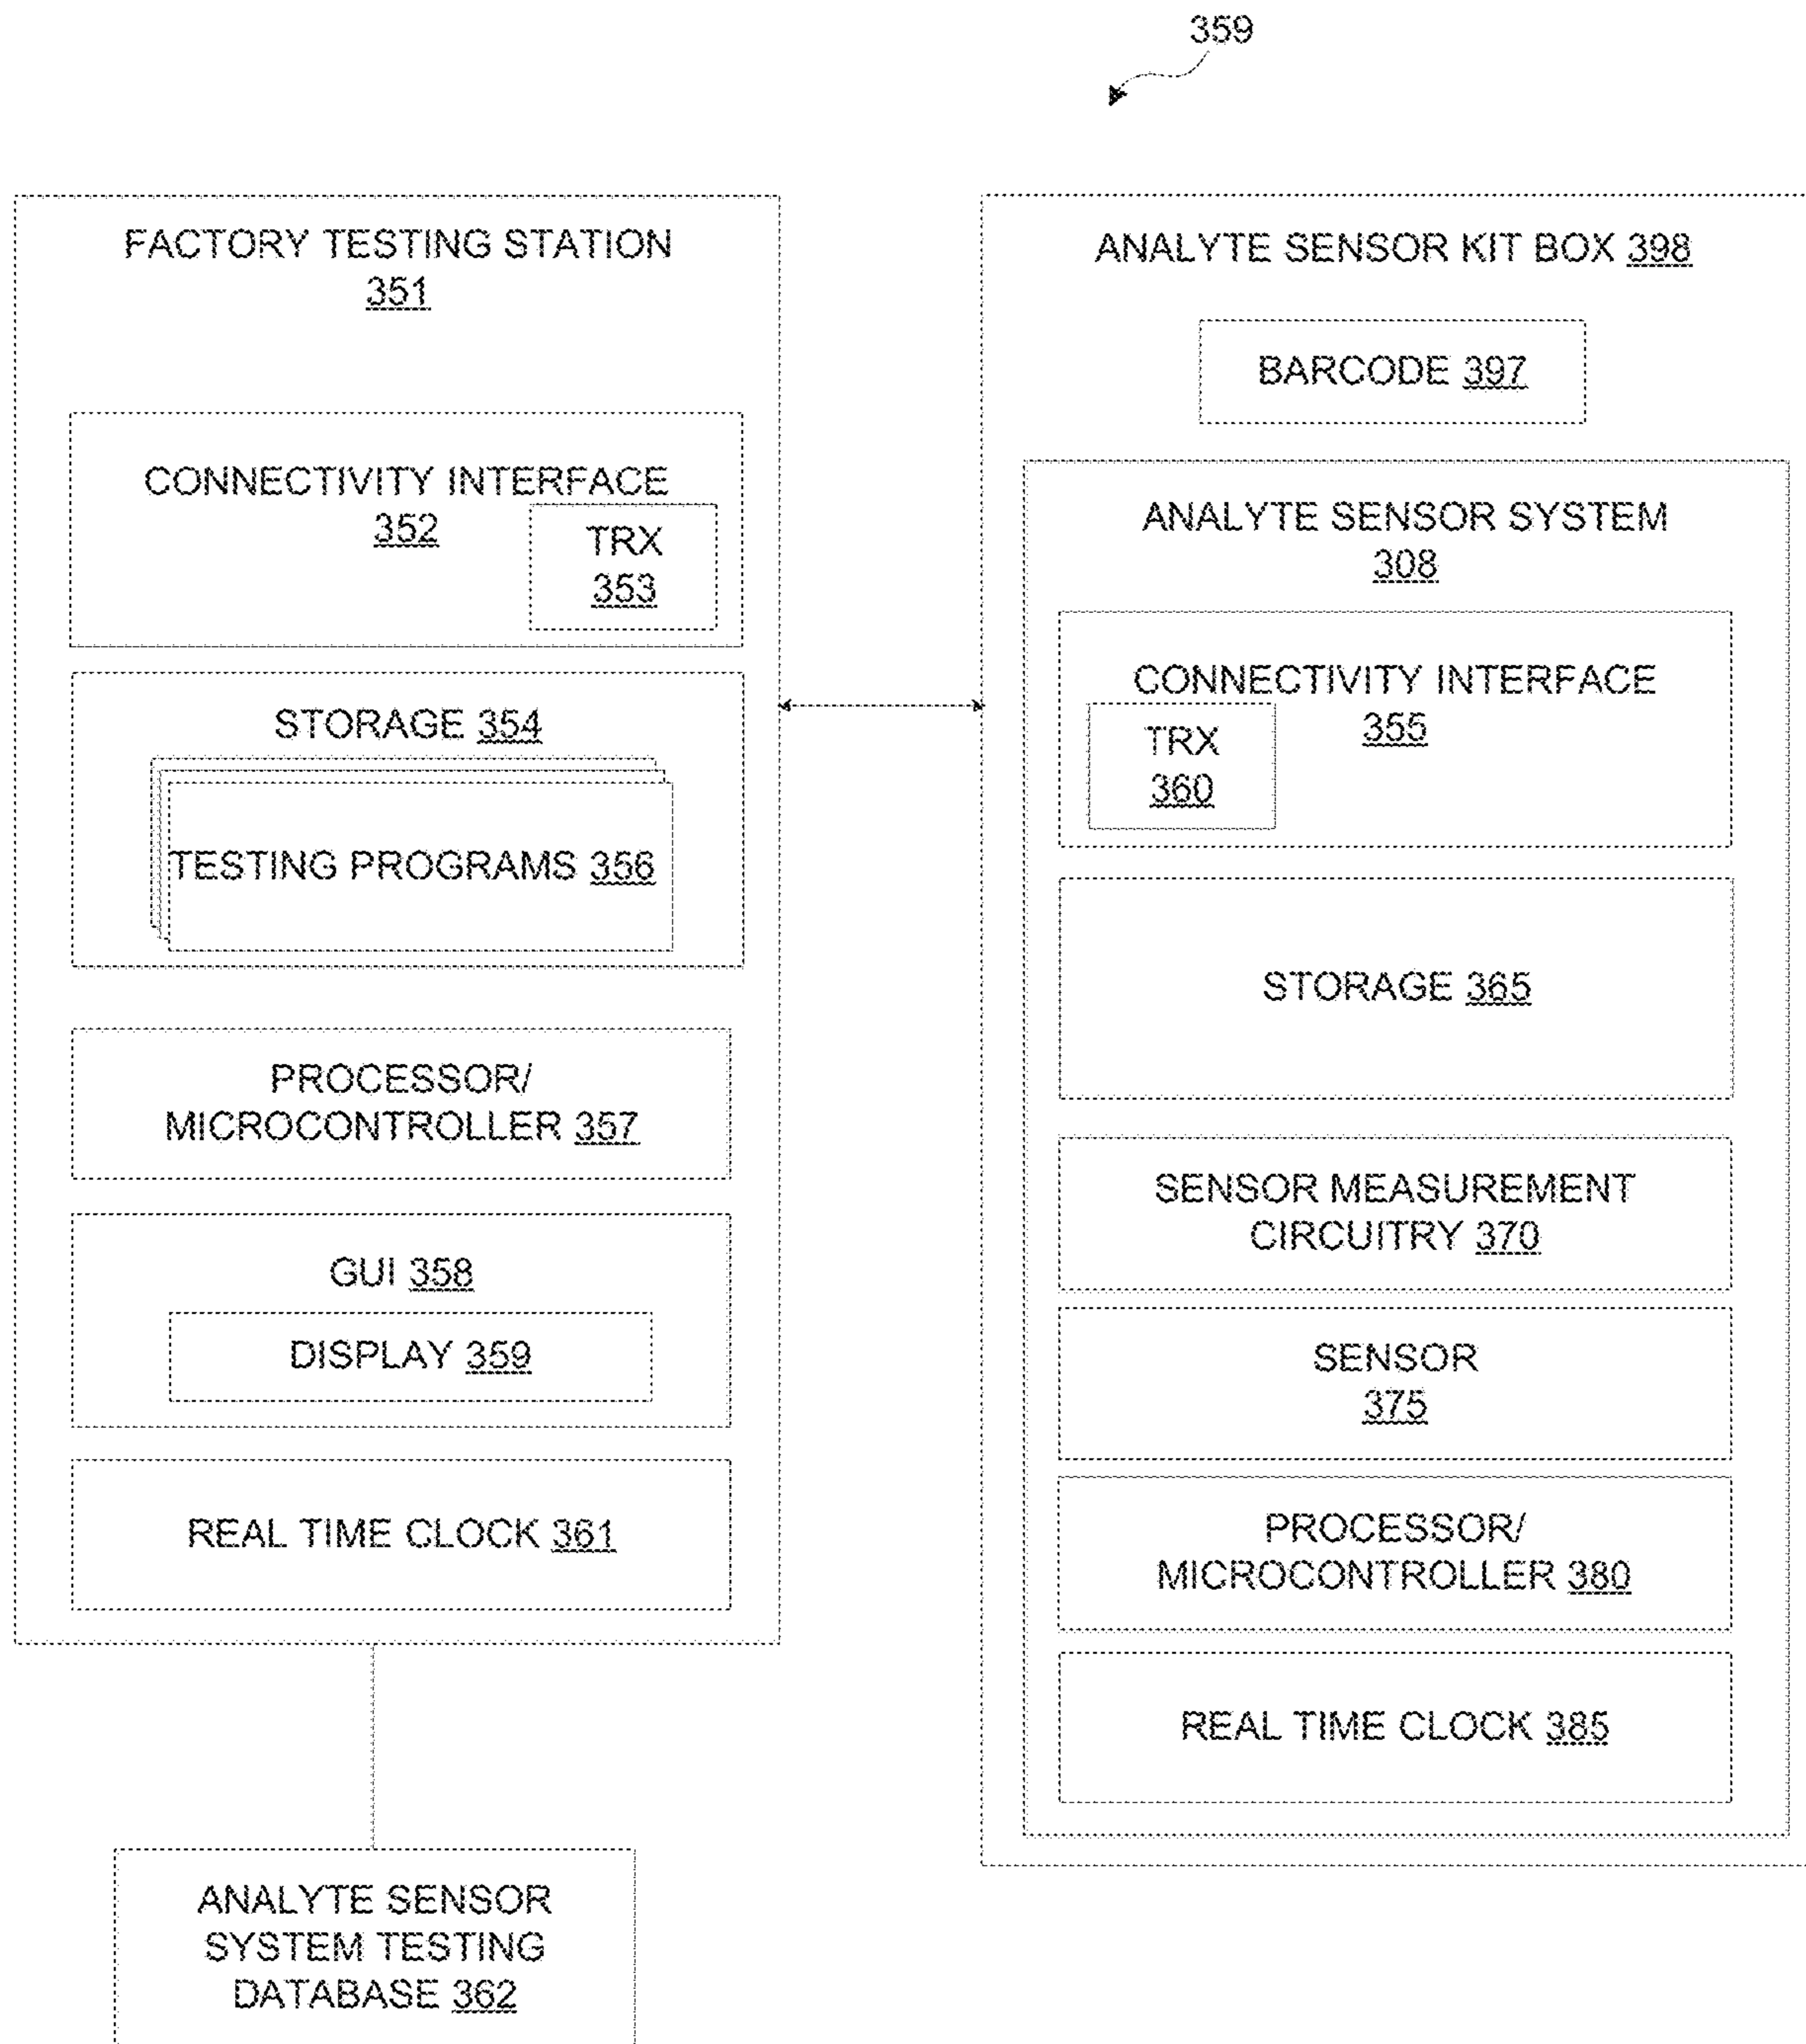 359
FACTORY TESTING STATION
351
CONNECTIVITY INTERFACE
352
TRX
353
STORAGE 354
TESTING PROGRAMS 356
PROCESSOR/
MICROCONTROLLER 357
GUI 358
DISPLAY 359
REAL TIME CLOCK 361
ANALYTE SENSOR
SYSTEM TESTING
DATABASE 362
ANALYTE SENSOR KIT BOX 398
BARCODE 397
ANALYTE SENSOR SYSTEM
308
CONNECTIVITY INTERFACE
355
TRX
360
STORAGE 365
SENSOR MEASUREMENT
CIRCUITRY 370
SENSOR
375
PROCESSOR/
MICROCONTROLLER 380
REAL TIME CLOCK 385